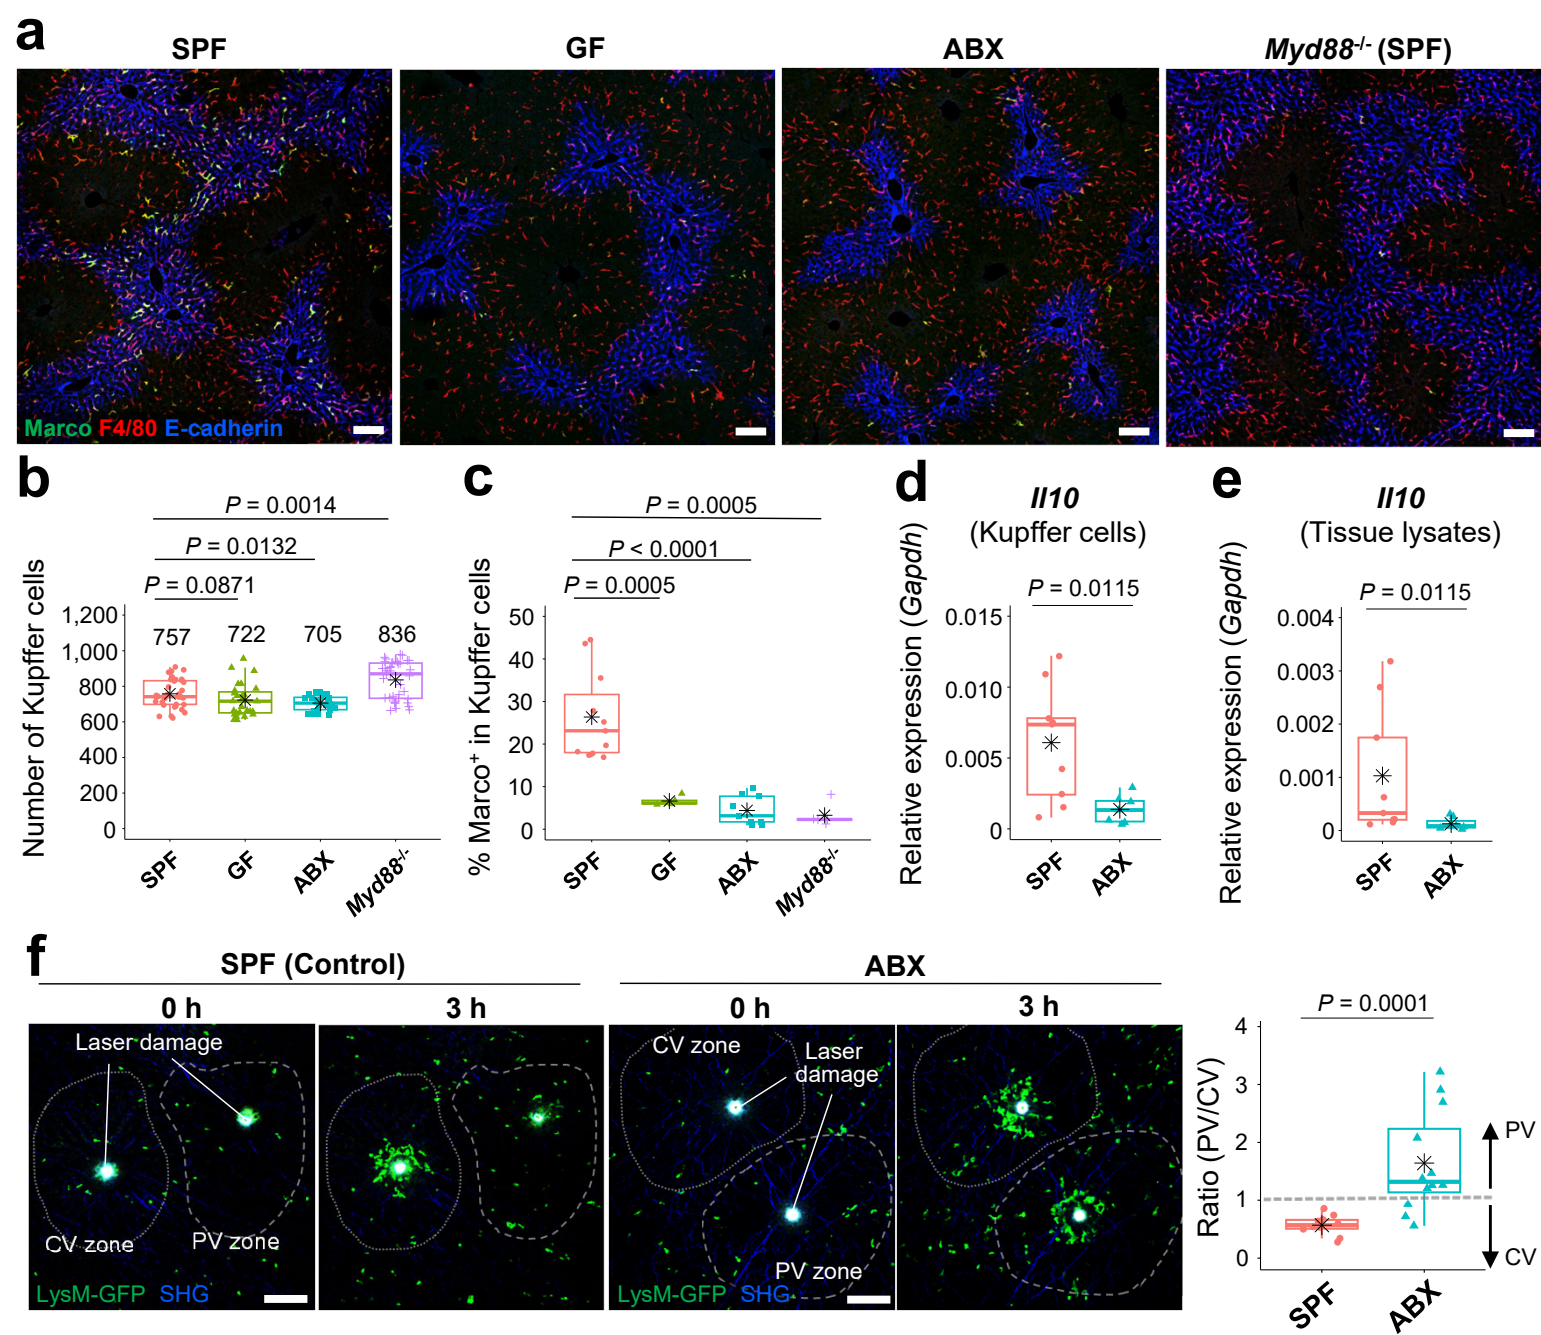 a
SPF
GF
ABX
Myd88-/- (SPF)
Marco F4/80 E-cadherin
b
Number of Kupffer cells
P = 0.0014
P = 0.0132
P = 0.0871
1,200
1,000
800
600
400
200
0
757
722
705
836
SPF
GF
ABX
Myd88-/-
c
% Marco+ in Kupffer cells
P = 0.0005
P < 0.0001
P = 0.0005
50
40
30
20
10
0
SPF
GF
ABX
Myd88-/-
d
Il10
(Kupffer cells)
Relative expression (Gapdh)
P = 0.0115
0.015
0.010
0.005
0
SPF
ABX
e
Il10
(Tissue lysates)
Relative expression (Gapdh)
P = 0.0115
0.004
0.003
0.002
0.001
0
SPF
ABX
f
SPF (Control)
ABX
0 h
3 h
0 h
3 h
Laser damage
CV zone
PV zone
LysM-GFP SHG
CV zone
Laser
damage
PV zone
LysM-GFP SHG
P = 0.0001
Ratio (PV/CV)
4
3
2
1
0
PV
CV
SPF
ABX